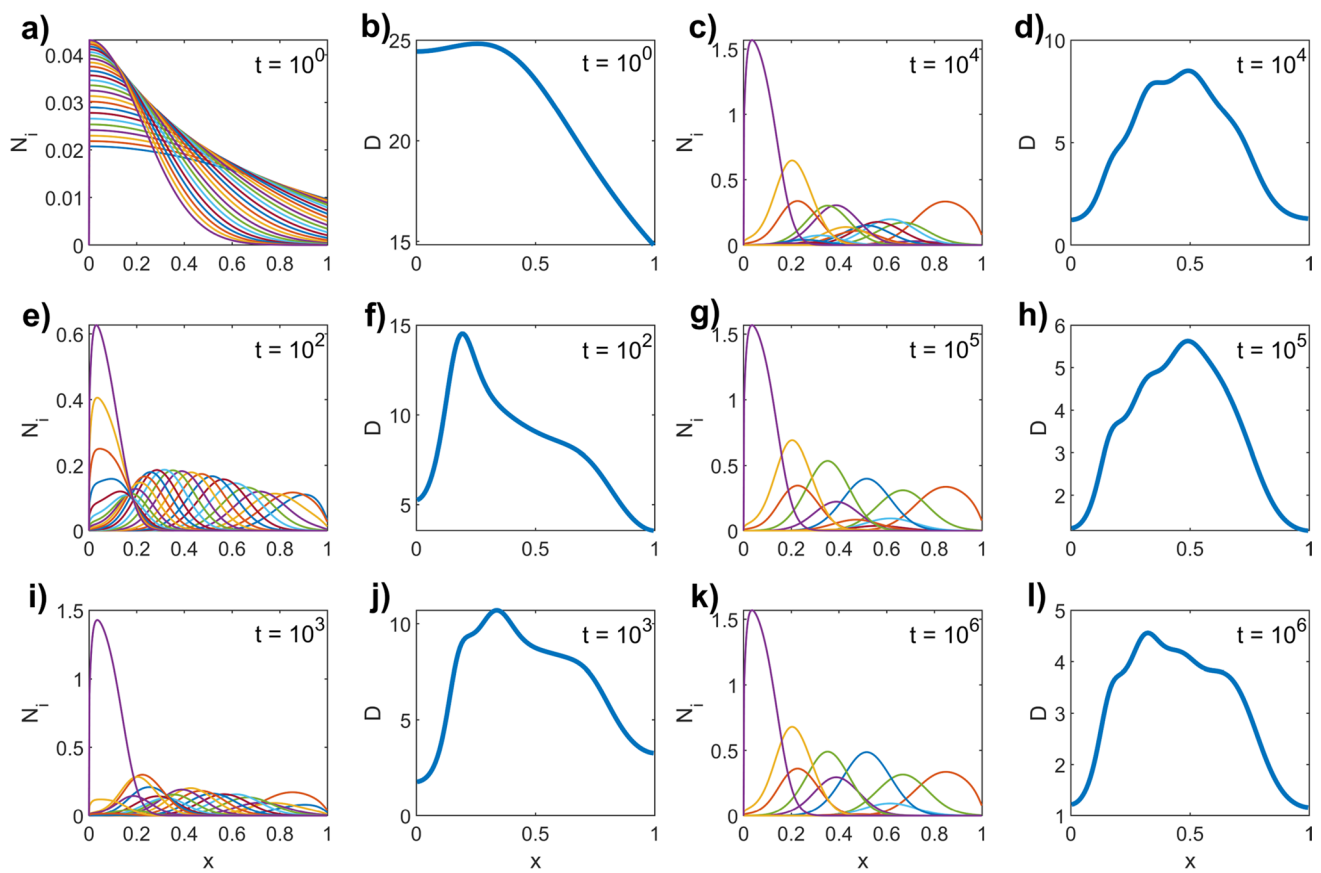 a)
t = 10^0
N_i
0.04
0.03
0.02
0.01
0
0 0.2 0.4 0.6 0.8 1
b)
t = 10^0
D
25
20
15
0 0.5 1
c)
t = 10^4
N_i
1.5
1
0.5
0
0 0.2 0.4 0.6 0.8 1
d)
t = 10^4
D
10
5
0
0 0.5 1
e)
t = 10^2
N_i
0.6
0.4
0.2
0
0 0.2 0.4 0.6 0.8 1
f)
t = 10^2
D
15
10
5
0 0.5 1
g)
t = 10^5
N_i
1.5
1
0.5
0
0 0.2 0.4 0.6 0.8 1
h)
t = 10^5
D
6
5
4
3
2
0 0.5 1
i)
t = 10^3
N_i
1.5
1
0.5
0
0 0.2 0.4 0.6 0.8 1
x
j)
t = 10^3
D
10
5
0
0 0.5 1
x
k)
t = 10^6
N_i
1.5
1
0.5
0
0 0.2 0.4 0.6 0.8 1
x
l)
t = 10^6
D
5
4
3
2
1
0 0.5 1
x